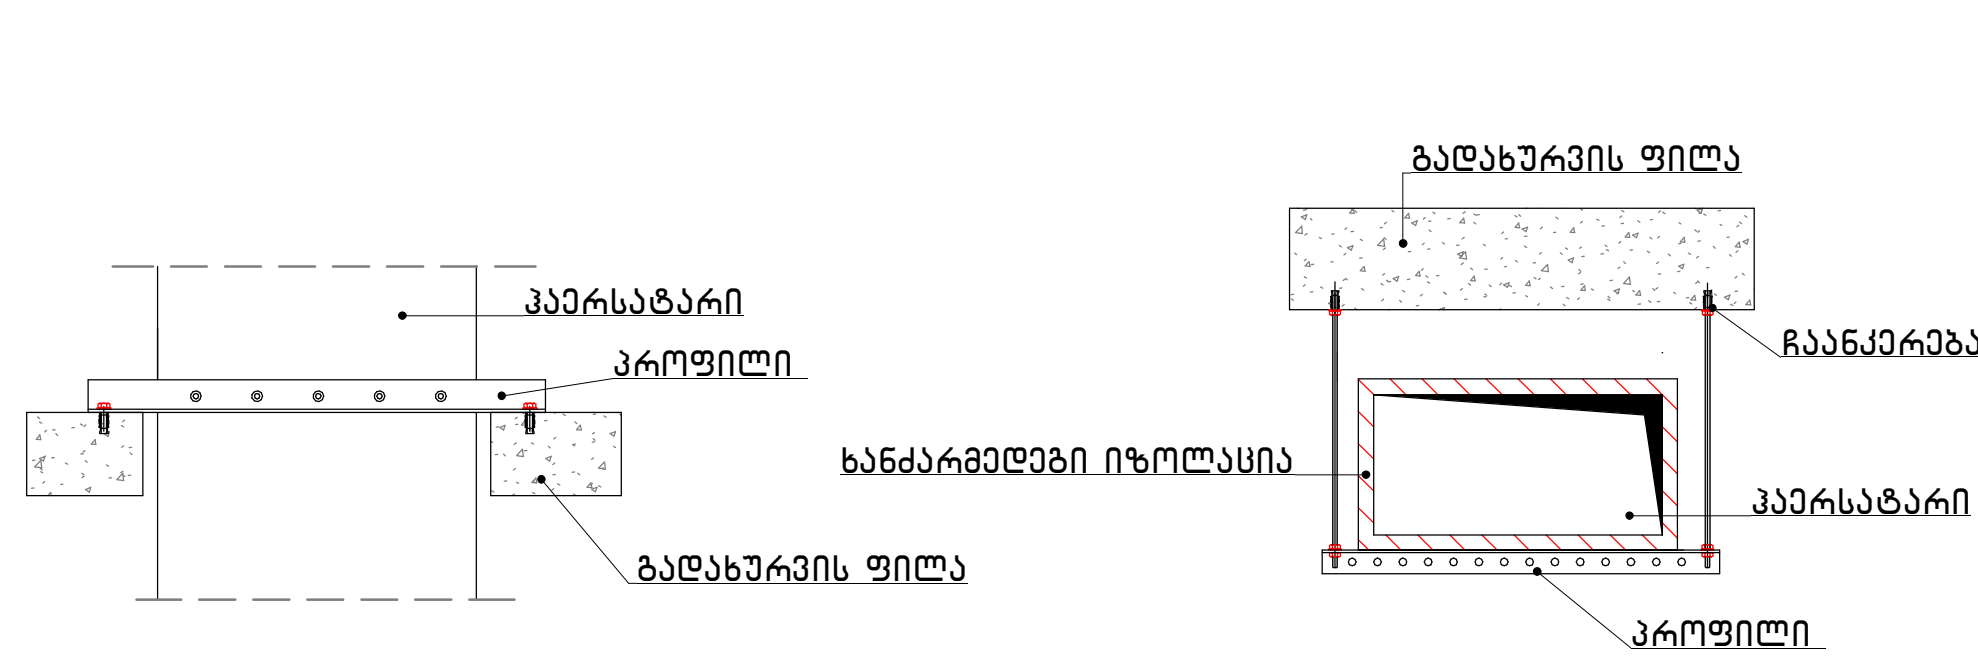 ჰაერსატარი
პროფილი
გადახურვის ფილა
გადახურვის ფილა
ჩაანკერება
ხანძარმედეგი იზოლაცია
ჰაერსატარი
პროფილი